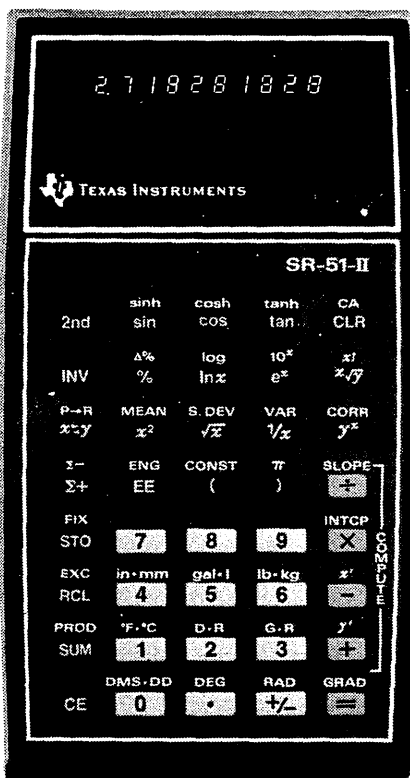 2.718281828
TEXAS INSTRUMENTS
SR-51-II
sinh cosh tanh CA
2nd sin cos tan CLR
Δ% log 10ˣ x!
INV % lnx eˣ ˣ√y
P→R MEAN S. DEV VAR CORR
x⇄y x² √x 1/x yˣ
Σ− ENG CONST π SLOPE
Σ+ EE ( ) ÷
FIX INTCP
STO 7 8 9 X
EXC in•mm gal•l lb•kg x'
RCL 4 5 6 −
PROD °F•°C D•R G•R y'
SUM 1 2 3 +
DMS•DD DEG RAD GRAD
CE 0 • +/− =
COMPUTE